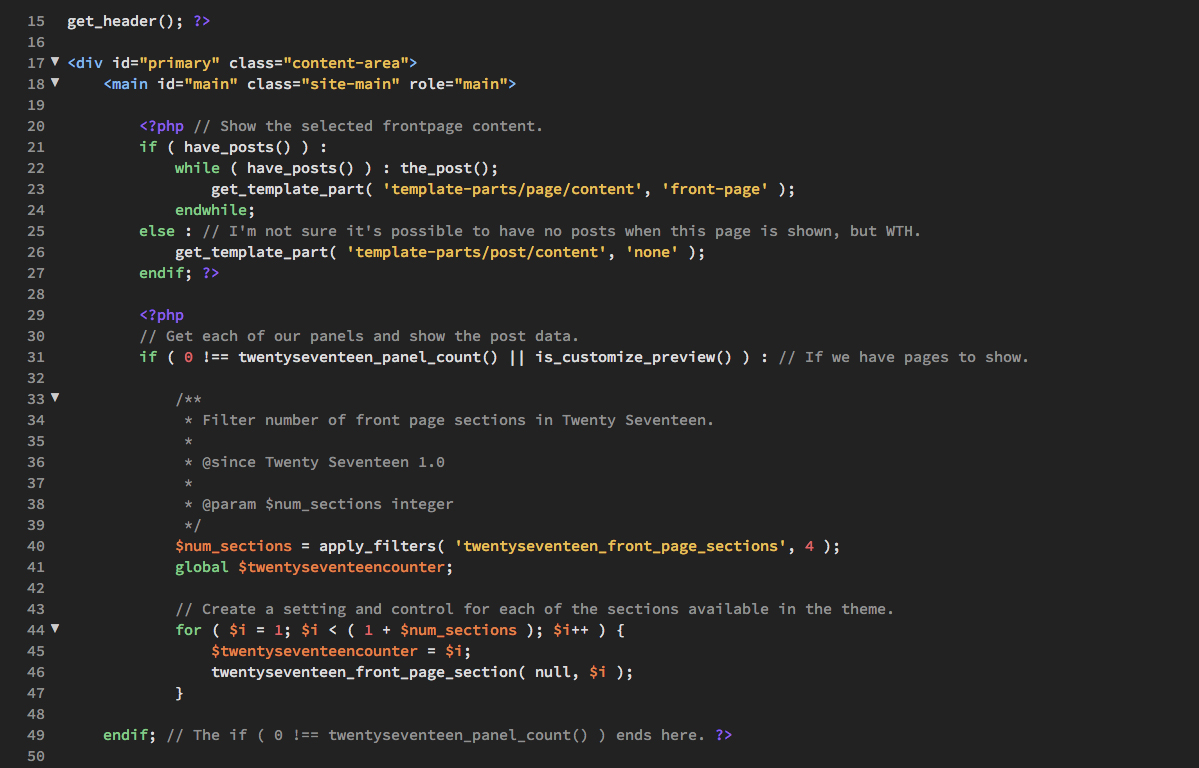 15 get_header(); ?>
16
17 ▼ <div id="primary" class="content-area">
18 ▼     <main id="main" class="site-main" role="main">
19
20         <?php // Show the selected frontpage content.
21         if ( have_posts() ) :
22             while ( have_posts() ) : the_post();
23                 get_template_part( 'template-parts/page/content', 'front-page' );
24             endwhile;
25         else : // I'm not sure it's possible to have no posts when this page is shown, but WTH.
26             get_template_part( 'template-parts/post/content', 'none' );
27         endif; ?>
28
29         <?php
30         // Get each of our panels and show the post data.
31         if ( 0 !== twentyseventeen_panel_count() || is_customize_preview() ) : // If we have pages to show.
32
33 ▼             /**
34              * Filter number of front page sections in Twenty Seventeen.
35              *
36              * @since Twenty Seventeen 1.0
37              *
38              * @param $num_sections integer
39              */
40             $num_sections = apply_filters( 'twentyseventeen_front_page_sections', 4 );
41             global $twentyseventeencounter;
42
43             // Create a setting and control for each of the sections available in the theme.
44 ▼             for ( $i = 1; $i < ( 1 + $num_sections ); $i++ ) {
45                 $twentyseventeencounter = $i;
46                 twentyseventeen_front_page_section( null, $i );
47             }
48
49     endif; // The if ( 0 !== twentyseventeen_panel_count() ) ends here. ?>
50